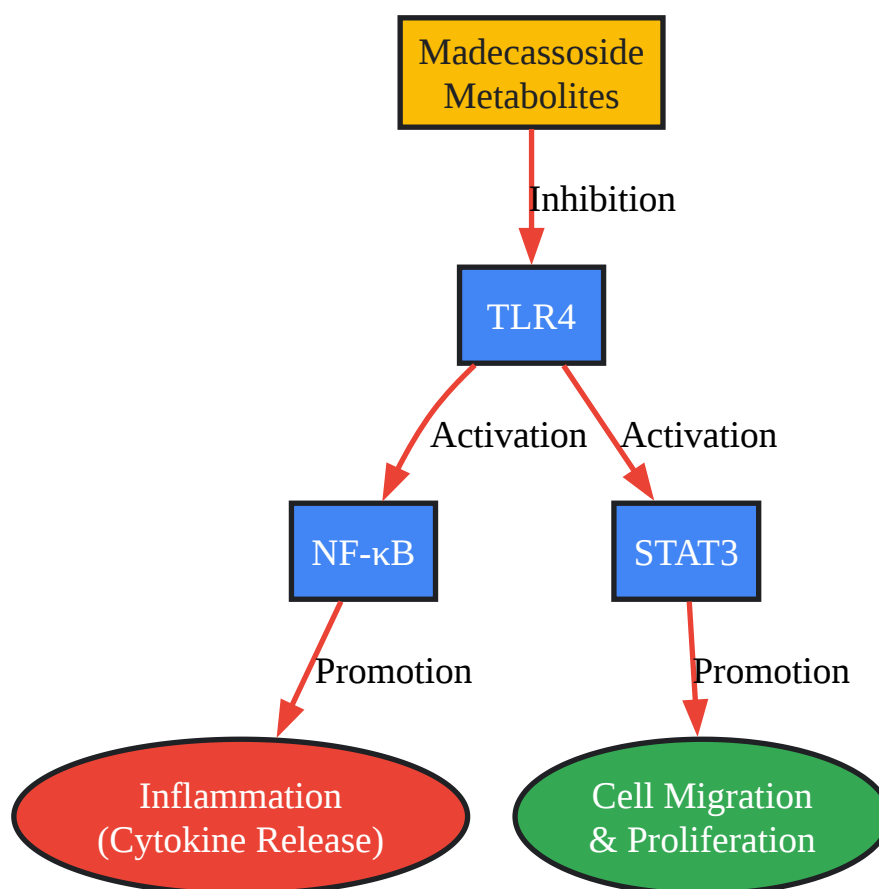 Madecassoside
Metabolites
Inhibition
TLR4
Activation
Activation
NF-κB
STAT3
Promotion
Promotion
Inflammation
(Cytokine Release)
Cell Migration
& Proliferation